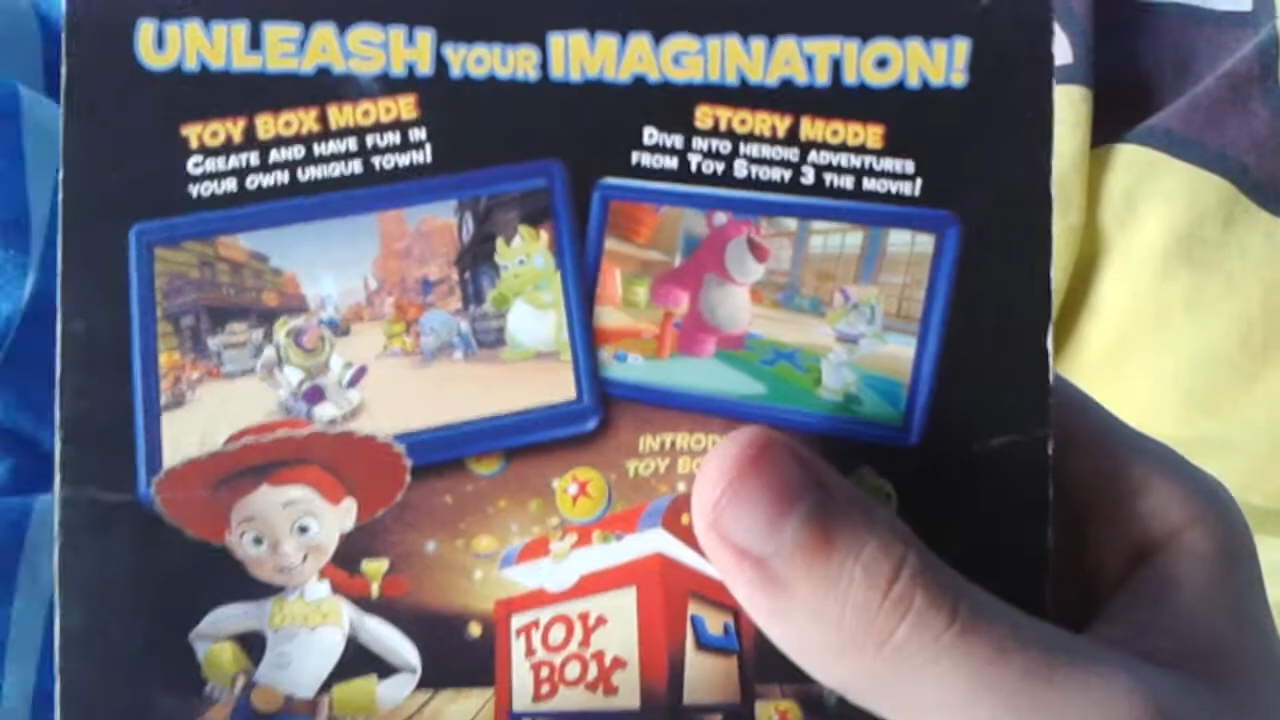 UNLEASH YOUR IMAGINATION!
TOY BOX MODE
CREATE AND HAVE FUN IN
YOUR OWN UNIQUE TOWN!
STORY MODE
DIVE INTO HEROIC ADVENTURES
FROM TOY STORY 3 THE MOVIE!
TOY
TOY
BOX